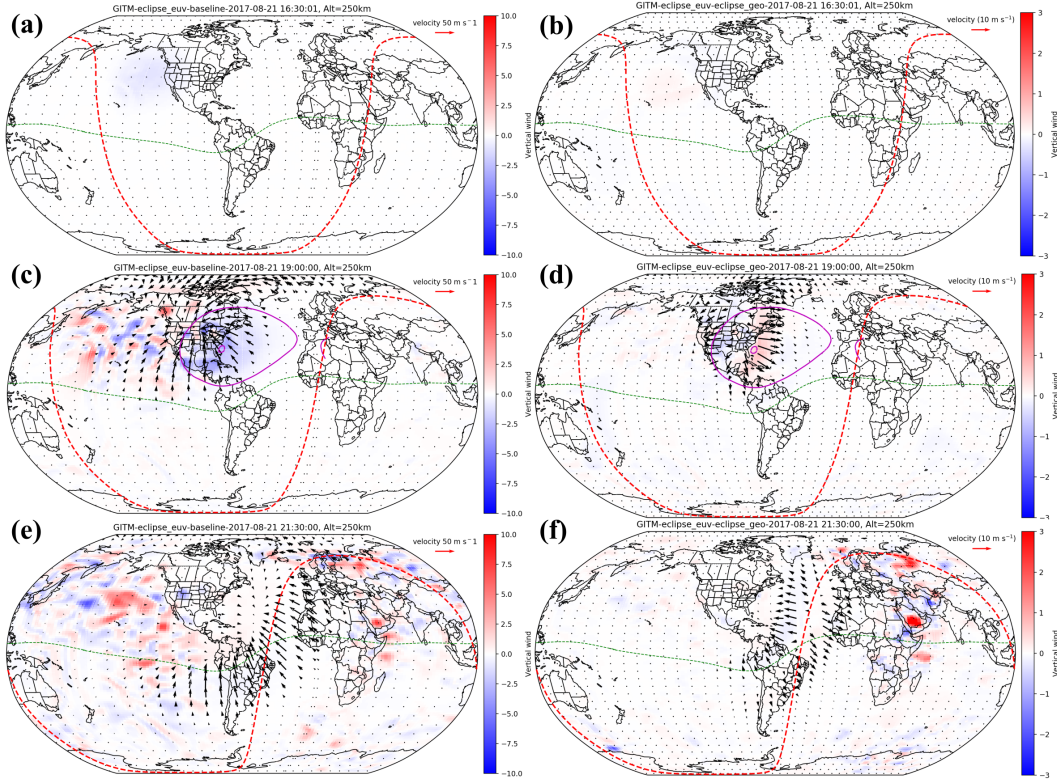 (a)
GITM-eclipse_euv-baseline-2017-08-21 16:30:01, Alt=250km
velocity 50 m s−1
10.0
7.5
5.0
2.5
0.0
−2.5
−5.0
−7.5
−10.0
Vertical wind
(b)
GITM-eclipse_euv-eclipse_geo-2017-08-21 16:30:01, Alt=250km
velocity (10 m s⁻¹)
3
2
1
0
−1
−2
−3
Vertical wind
(c)
GITM-eclipse_euv-baseline-2017-08-21 19:00:00, Alt=250km
velocity 50 m s−1
10.0
7.5
5.0
2.5
0.0
−2.5
−5.0
−7.5
−10.0
Vertical wind
(d)
GITM-eclipse_euv-eclipse_geo-2017-08-21 19:00:00, Alt=250km
velocity (10 m s⁻¹)
3
2
1
0
−1
−2
−3
Vertical wind
(e)
GITM-eclipse_euv-baseline-2017-08-21 21:30:00, Alt=250km
velocity 50 m s−1
10.0
7.5
5.0
2.5
0.0
−2.5
−5.0
−7.5
−10.0
Vertical wind
(f)
GITM-eclipse_euv-eclipse_geo-2017-08-21 21:30:00, Alt=250km
velocity (10 m s⁻¹)
3
2
1
0
−1
−2
−3
Vertical wind